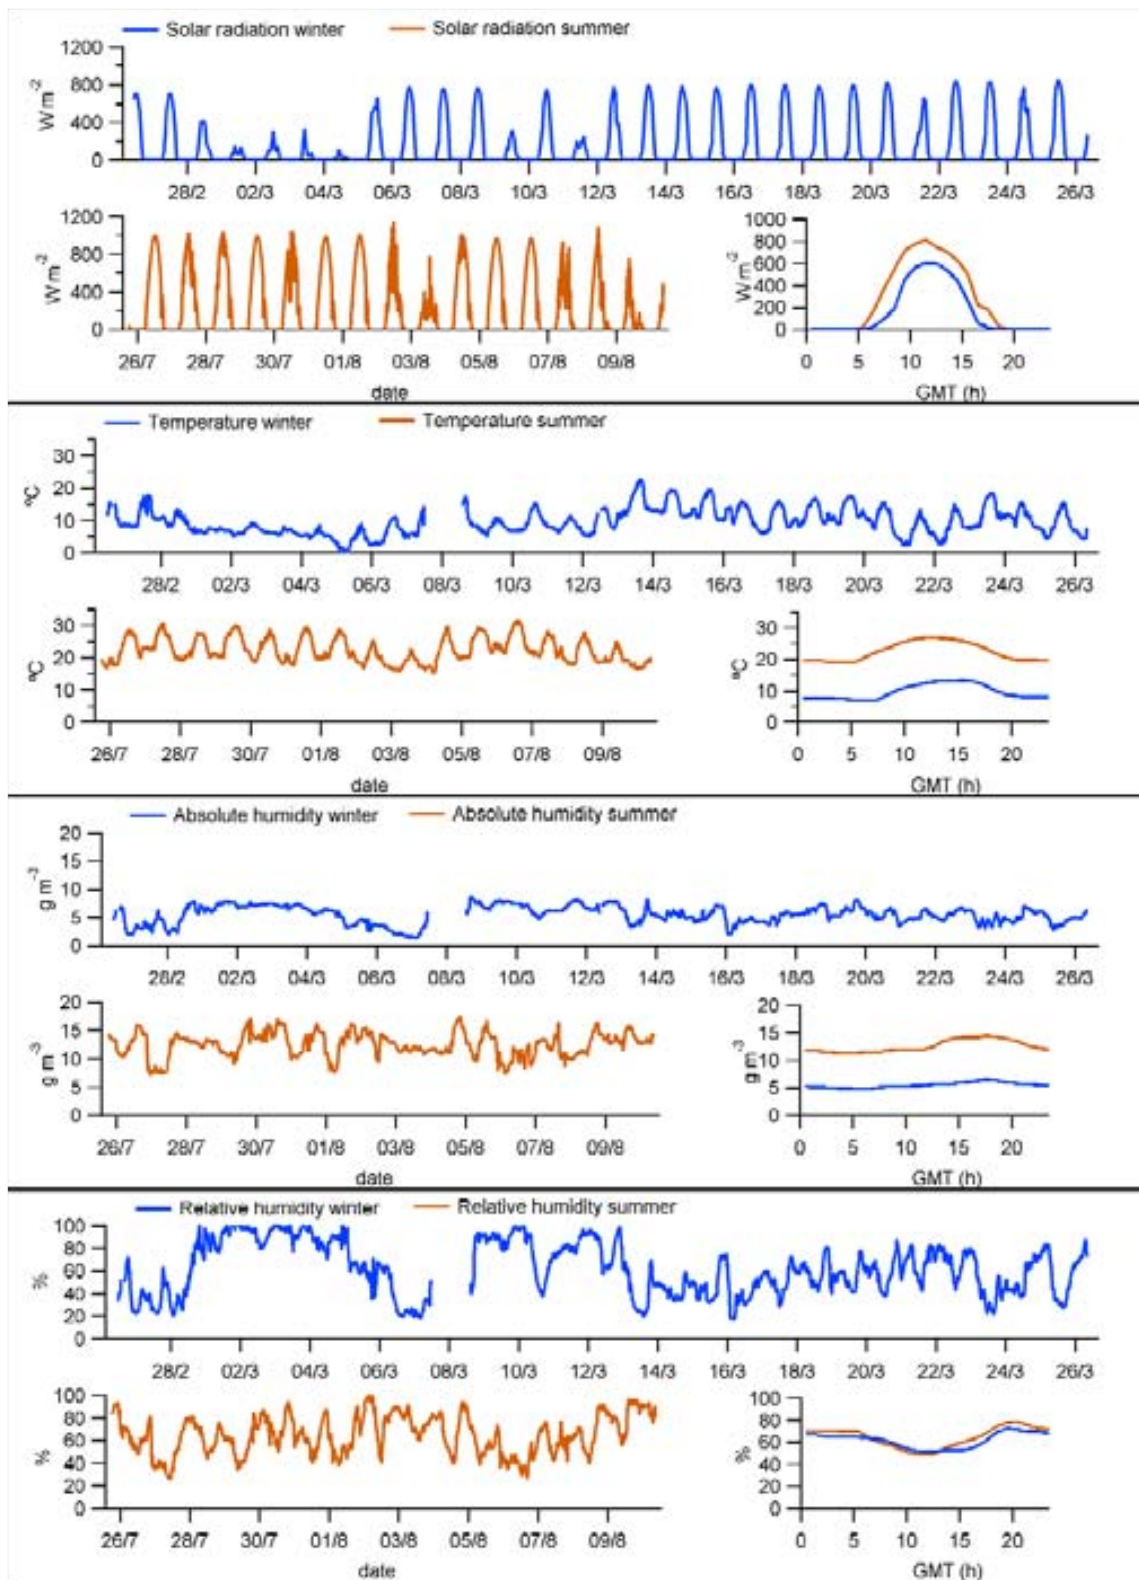 Solar radiation winter Solar radiation summer
1200
800
400
0
W m-2
28/2 02/3 04/3 06/3 08/3 10/3 12/3 14/3 16/3 18/3 20/3 22/3 24/3 26/3
1200
800
400
0
W m-2
26/7 28/7 30/7 01/8 03/8 05/8 07/8 09/8
date
1000
800
600
400
200
0
W m-2
0 5 10 15 20
GMT (h)
Temperature winter Temperature summer
30
20
10
0
ºC
28/2 02/3 04/3 06/3 08/3 10/3 12/3 14/3 16/3 18/3 20/3 22/3 24/3 26/3
30
20
10
0
ºC
26/7 28/7 30/7 01/8 03/8 05/8 07/8 09/8
date
30
20
10
0
ºC
0 5 10 15 20
GMT (h)
Absolute humidity winter Absolute humidity summer
20
15
10
5
0
g m-3
28/2 02/3 04/3 06/3 08/3 10/3 12/3 14/3 16/3 18/3 20/3 22/3 24/3 26/3
20
15
10
5
0
g m-3
26/7 28/7 30/7 01/8 03/8 05/8 07/8 09/8
date
20
15
10
5
0
g m-3
0 5 10 15 20
GMT (h)
Relative humidity winter Relative humidity summer
100
80
60
40
20
0
%
28/2 02/3 04/3 06/3 08/3 10/3 12/3 14/3 16/3 18/3 20/3 22/3 24/3 26/3
100
80
60
40
20
0
%
26/7 28/7 30/7 01/8 03/8 05/8 07/8 09/8
date
100
80
60
40
20
0
%
0 5 10 15 20
GMT (h)